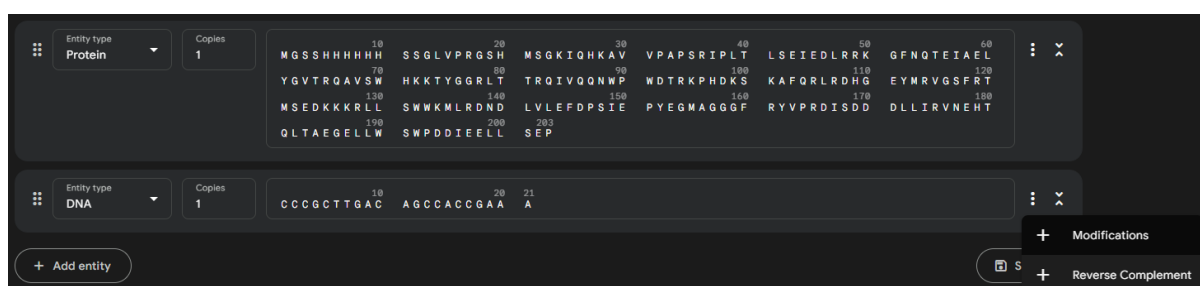 Entity type
Protein
Copies
1
10 20 30 40 50 60
MGSSHHHHHH SSGLVPRGSH MSGKIQHKAV VPAPSRIPLT LSEIEDLRRK GFNQTEIAEL
70 80 90 100 110 120
YGVTRQAVSW HKKTYGGRLT TRQIVQQNWP WDTRKPHDKS KAFQRLRDHG EYMRVGSFRT
130 140 150 160 170 180
MSEDKKKRLL SWWKMLRDND LVLEFDPSIE PYEGMAGGGF RYVPRDISDD DLLIRVNEHT
190 200 203
QLTAEGELLW SWPDDIEELL SEP
Entity type
DNA
Copies
1
10 20 21
CCCGCTTGAC AGCCACCGAA A
+ Modifications
+ Add entity
S
+ Reverse Complement